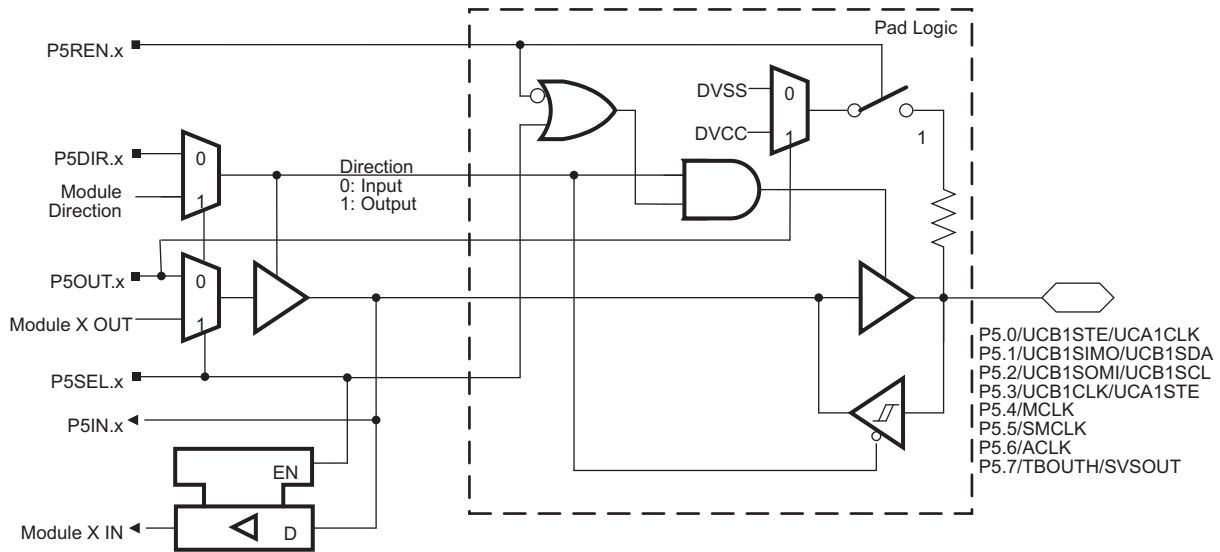 Pad Logic
P5REN.x
DVSS
0
DVCC
1
1
P5DIR.x
0
Module
Direction
1
Direction
0: Input
1: Output
P5OUT.x
0
Module X OUT
1
P5SEL.x
P5IN.x
EN
Module X IN
D
P5.0/UCB1STE/UCA1CLK
P5.1/UCB1SIMO/UCB1SDA
P5.2/UCB1SOMI/UCB1SCL
P5.3/UCB1CLK/UCA1STE
P5.4/MCLK
P5.5/SMCLK
P5.6/ACLK
P5.7/TBOUTH/SVSOUT